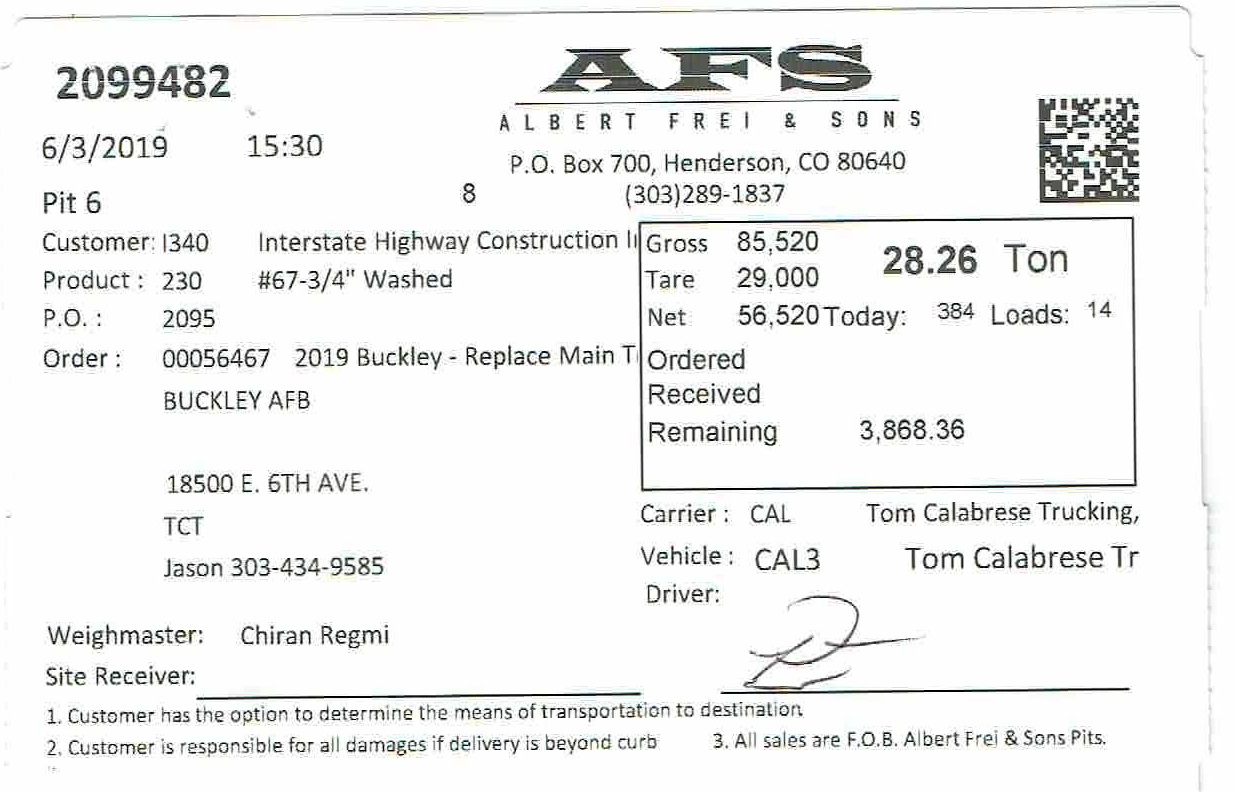 2099482
AFS
ALBERT FREI & SONS
6/3/2019 15:30
P.O. Box 700, Henderson, CO 80640
Pit 6 8 (303)289-1837
Customer: I340 Interstate Highway Construction I
Gross 85,520 28.26 Ton
Product : 230 #67-3/4" Washed
Tare 29,000
P.O. : 2095
Net 56,520 Today: 384 Loads: 14
Order : 00056467 2019 Buckley - Replace Main T
Ordered
BUCKLEY AFB
Received
Remaining 3,868.36
18500 E. 6TH AVE.
TCT
Carrier : CAL Tom Calabrese Trucking,
Jason 303-434-9585
Vehicle : CAL3 Tom Calabrese Tr
Driver:
Weighmaster: Chiran Regmi
Site Receiver:
1. Customer has the option to determine the means of transportation to destination
2. Customer is responsible for all damages if delivery is beyond curb 3. All sales are F.O.B. Albert Frei & Sons Pits.